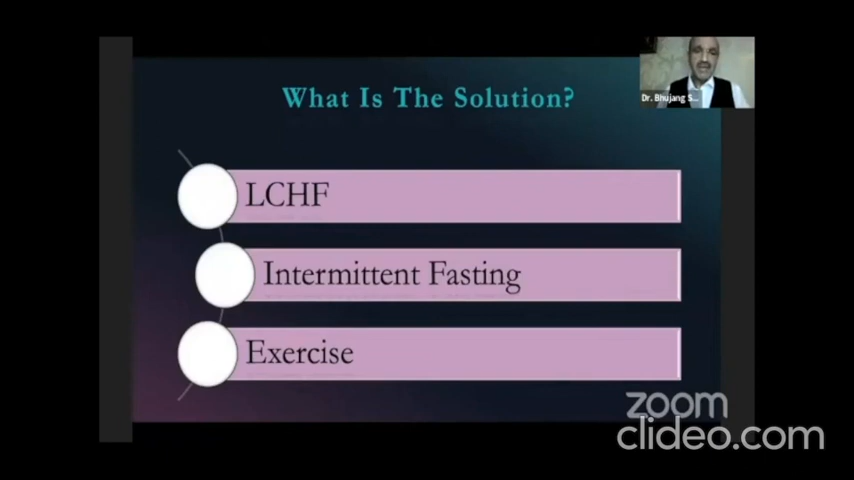 What Is The Solution?
Dr. Bhujang S...
LCHF
Intermittent Fasting
Exercise
zoom
clideo.com